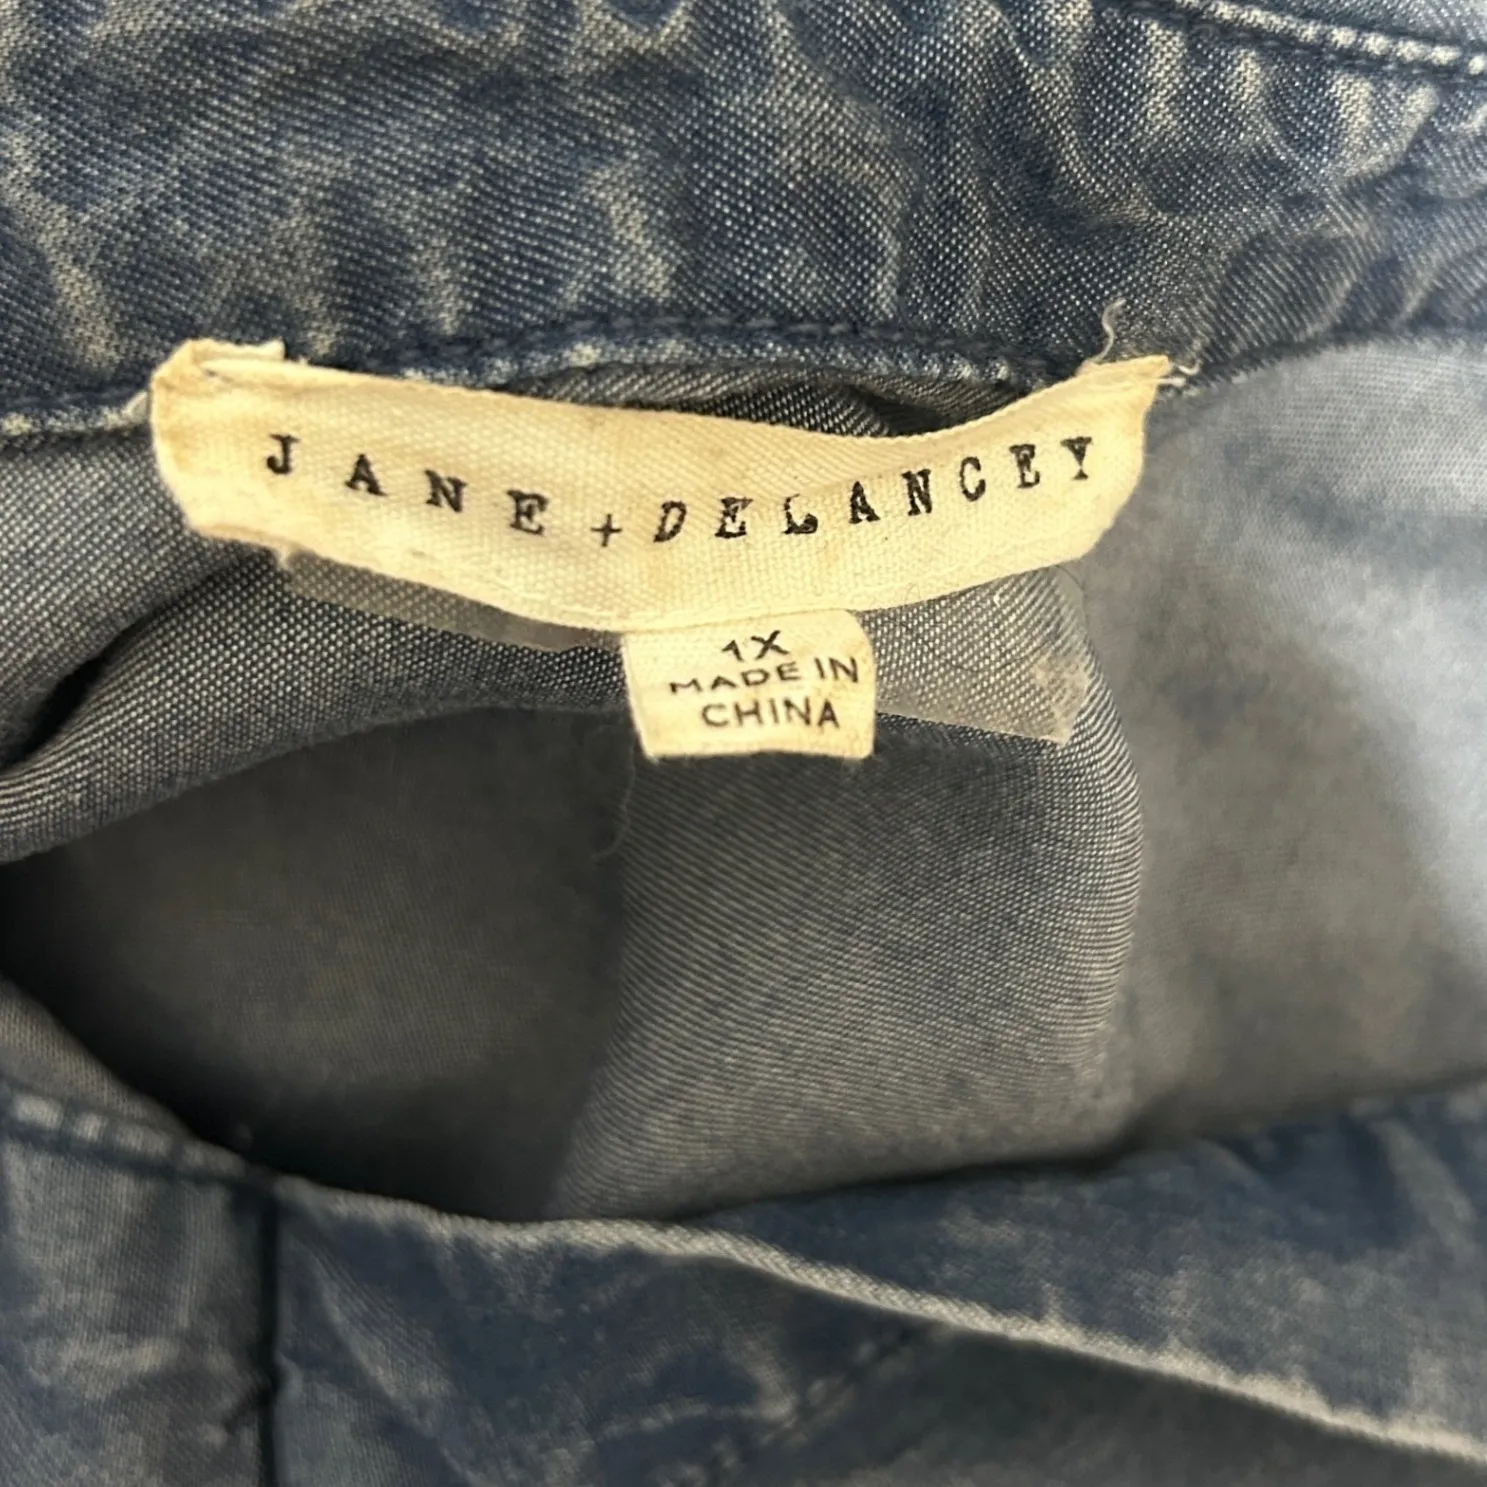 JANE + DELANCEY
1X
MADE IN
CHINA